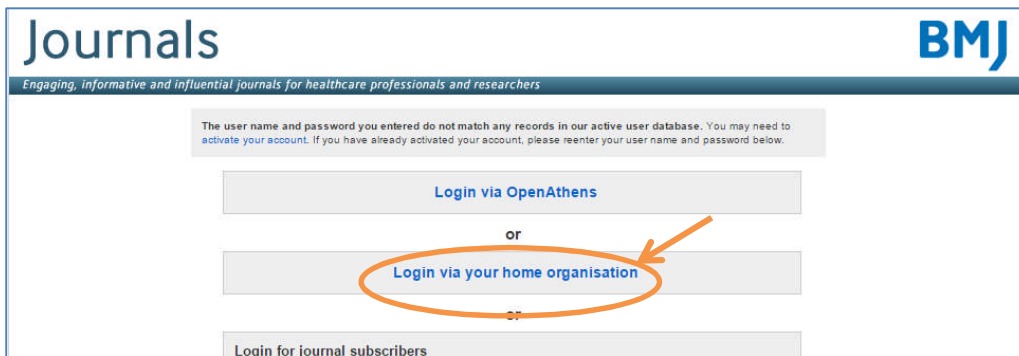 Journals
BMJ
Engaging, informative and influential journals for healthcare professionals and researchers
The user name and password you entered do not match any records in our active user database. You may need to
activate your account. If you have already activated your account, please reenter your user name and password below.
Login via OpenAthens
or
Login via your home organisation
or
Login for journal subscribers